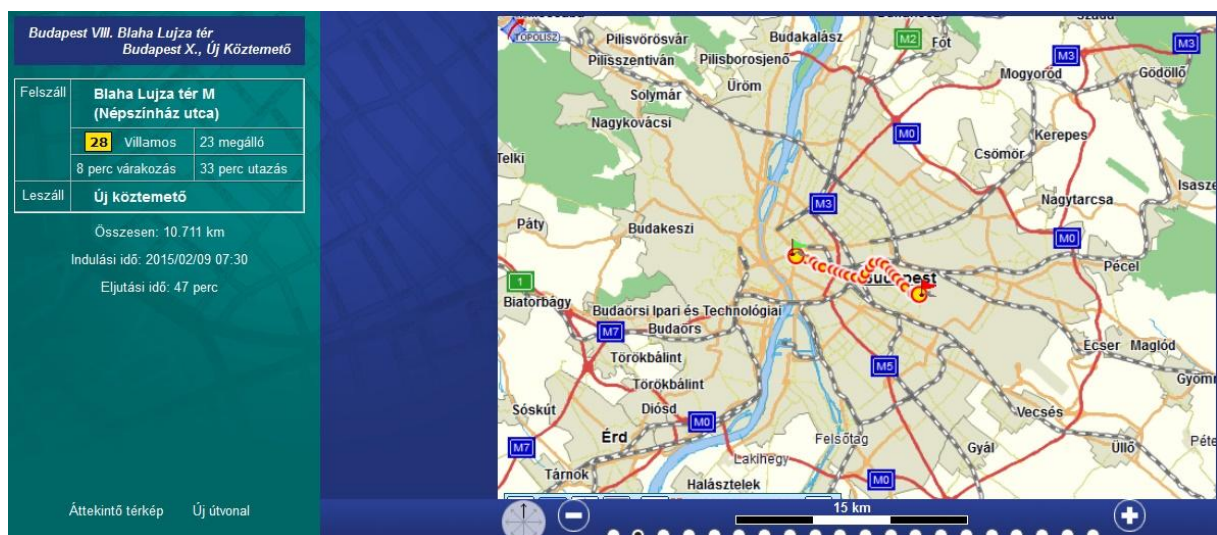 Budapest VIII. Blaha Lujza tér
Budapest X., Új Köztemető
Felszáll
Blaha Lujza tér M
(Népszínház utca)
28 Villamos
23 megálló
8 perc várakozás
33 perc utazás
Leszáll
Új köztemető
Összesen: 10.711 km
Indulási idő: 2015/02/09 07:30
Eljutási idő: 47 perc
Áttekintő térkép
Új útvonal
TOPOLISZ
Pilisvörösvár
Budakalász
M2
Fót
M3
M3
Pilisszentiván
Pilisborosjenő
Mogyoród
Gödöllő
Solymár
Üröm
Nagykovácsi
M0
Kerepes
Csömör
Telki
Isasze
M3
Nagytarcsa
Páty
Budakeszi
M0
Pécel
Budapest
1
Biatorbágy
Budaörsi Ipari és Technológiai
M7
Budaörs
Ecser
Maglód
Törökbálint
M5
Gyöm
Törökbálint
Sóskút
Diósd
M0
Vecsés
Érd
Felsőtag
Gyál
Üllő
Péte
M7
Lakihegy
Tárnok
Halásztelek
M0
15 km